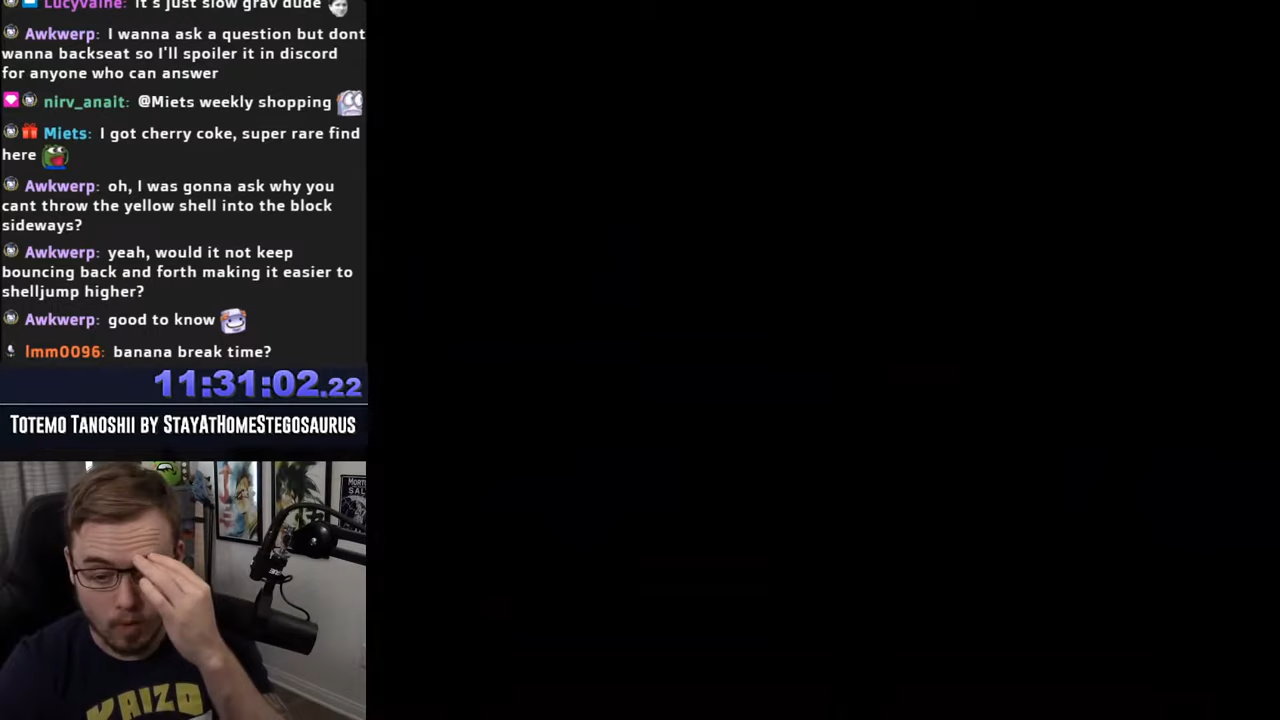 Lucyvaine: it's just slow grav dude
Awkwerp: I wanna ask a question but dont
wanna backseat so I'll spoiler it in discord
for anyone who can answer
nirv_anait: @Miets weekly shopping
Miets: I got cherry coke, super rare find
here
Awkwerp: oh, I was gonna ask why you
cant throw the yellow shell into the block
sideways?
Awkwerp: yeah, would it not keep
bouncing back and forth making it easier to
shelljump higher?
Awkwerp: good to know
lmm0096: banana break time?
11:31:02.22
TOTEMO TANOSHII BY STAYATHOMESTEGOSAURUS
MORTO
SAL
KAIZO